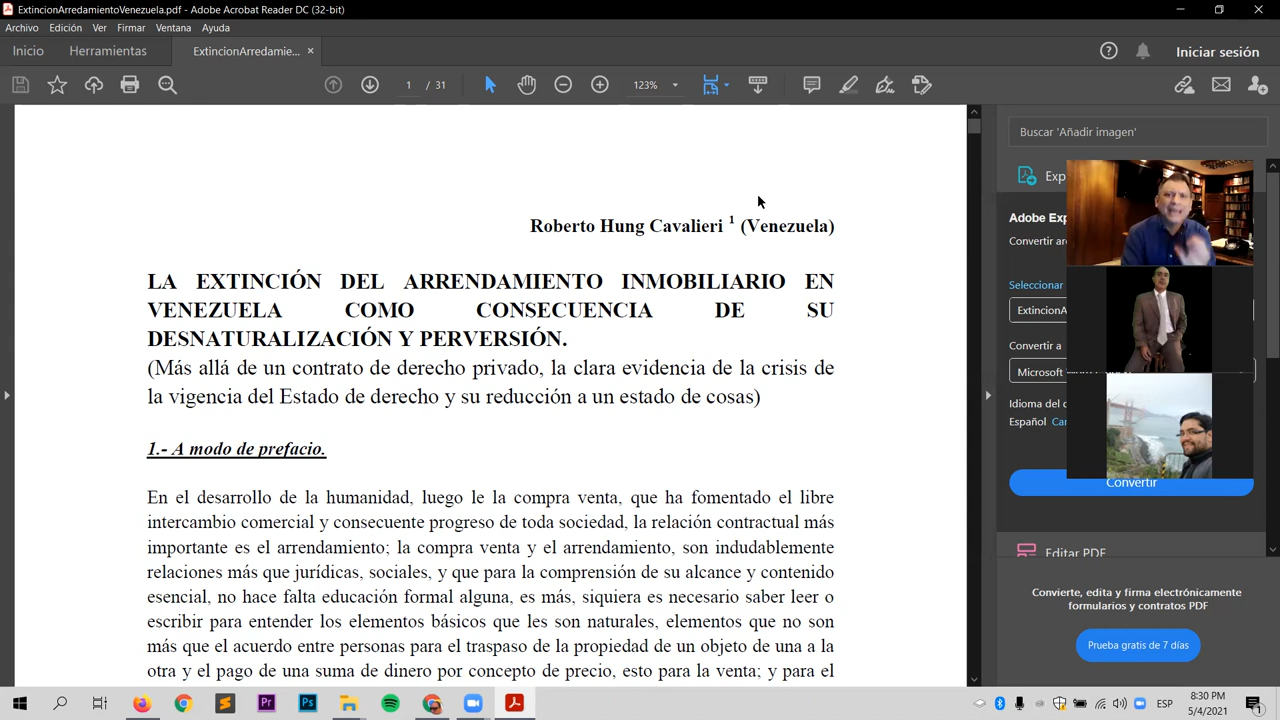 ExtincionArredamientoVenezuela.pdf - Adobe Acrobat Reader DC (32-bit)
Archivo Edición Ver Firmar Ventana Ayuda
Inicio Herramientas ExtincionArredamie... × Iniciar sesión
1 / 31 123%
Buscar 'Añadir imagen'
Exp
Adobe Exp
Convertir
Seleccionar
ExtincionA
Convertir a
Microsoft
Idioma del
Español
Convertir
Editar PDF
Convierte, edita y firma electrónicamente
formularios y contratos PDF
Prueba gratis de 7 días
Roberto Hung Cavalieri 1 (Venezuela)
LA EXTINCIÓN DEL ARRENDAMIENTO INMOBILIARIO EN
VENEZUELA COMO CONSECUENCIA DE SU
DESNATURALIZACIÓN Y PERVERSIÓN.
(Más allá de un contrato de derecho privado, la clara evidencia de la crisis de
la vigencia del Estado de derecho y su reducción a un estado de cosas)
1.- A modo de prefacio.
En el desarrollo de la humanidad, luego le la compra venta, que ha fomentado el libre
intercambio comercial y consecuente progreso de toda sociedad, la relación contractual más
importante es el arrendamiento; la compra venta y el arrendamiento, son indudablemente
relaciones más que jurídicas, sociales, y que para la comprensión de su alcance y contenido
esencial, no hace falta educación formal alguna, es más, siquiera es necesario saber leer o
escribir para entender los elementos básicos que les son naturales, elementos que no son
más que el acuerdo entre personas para el traspaso de la propiedad de un objeto de una a la
otra y el pago de una suma de dinero por concepto de precio, esto para la venta; y para el
Pr Ps ESP 8:30 PM
5/4/2021
1